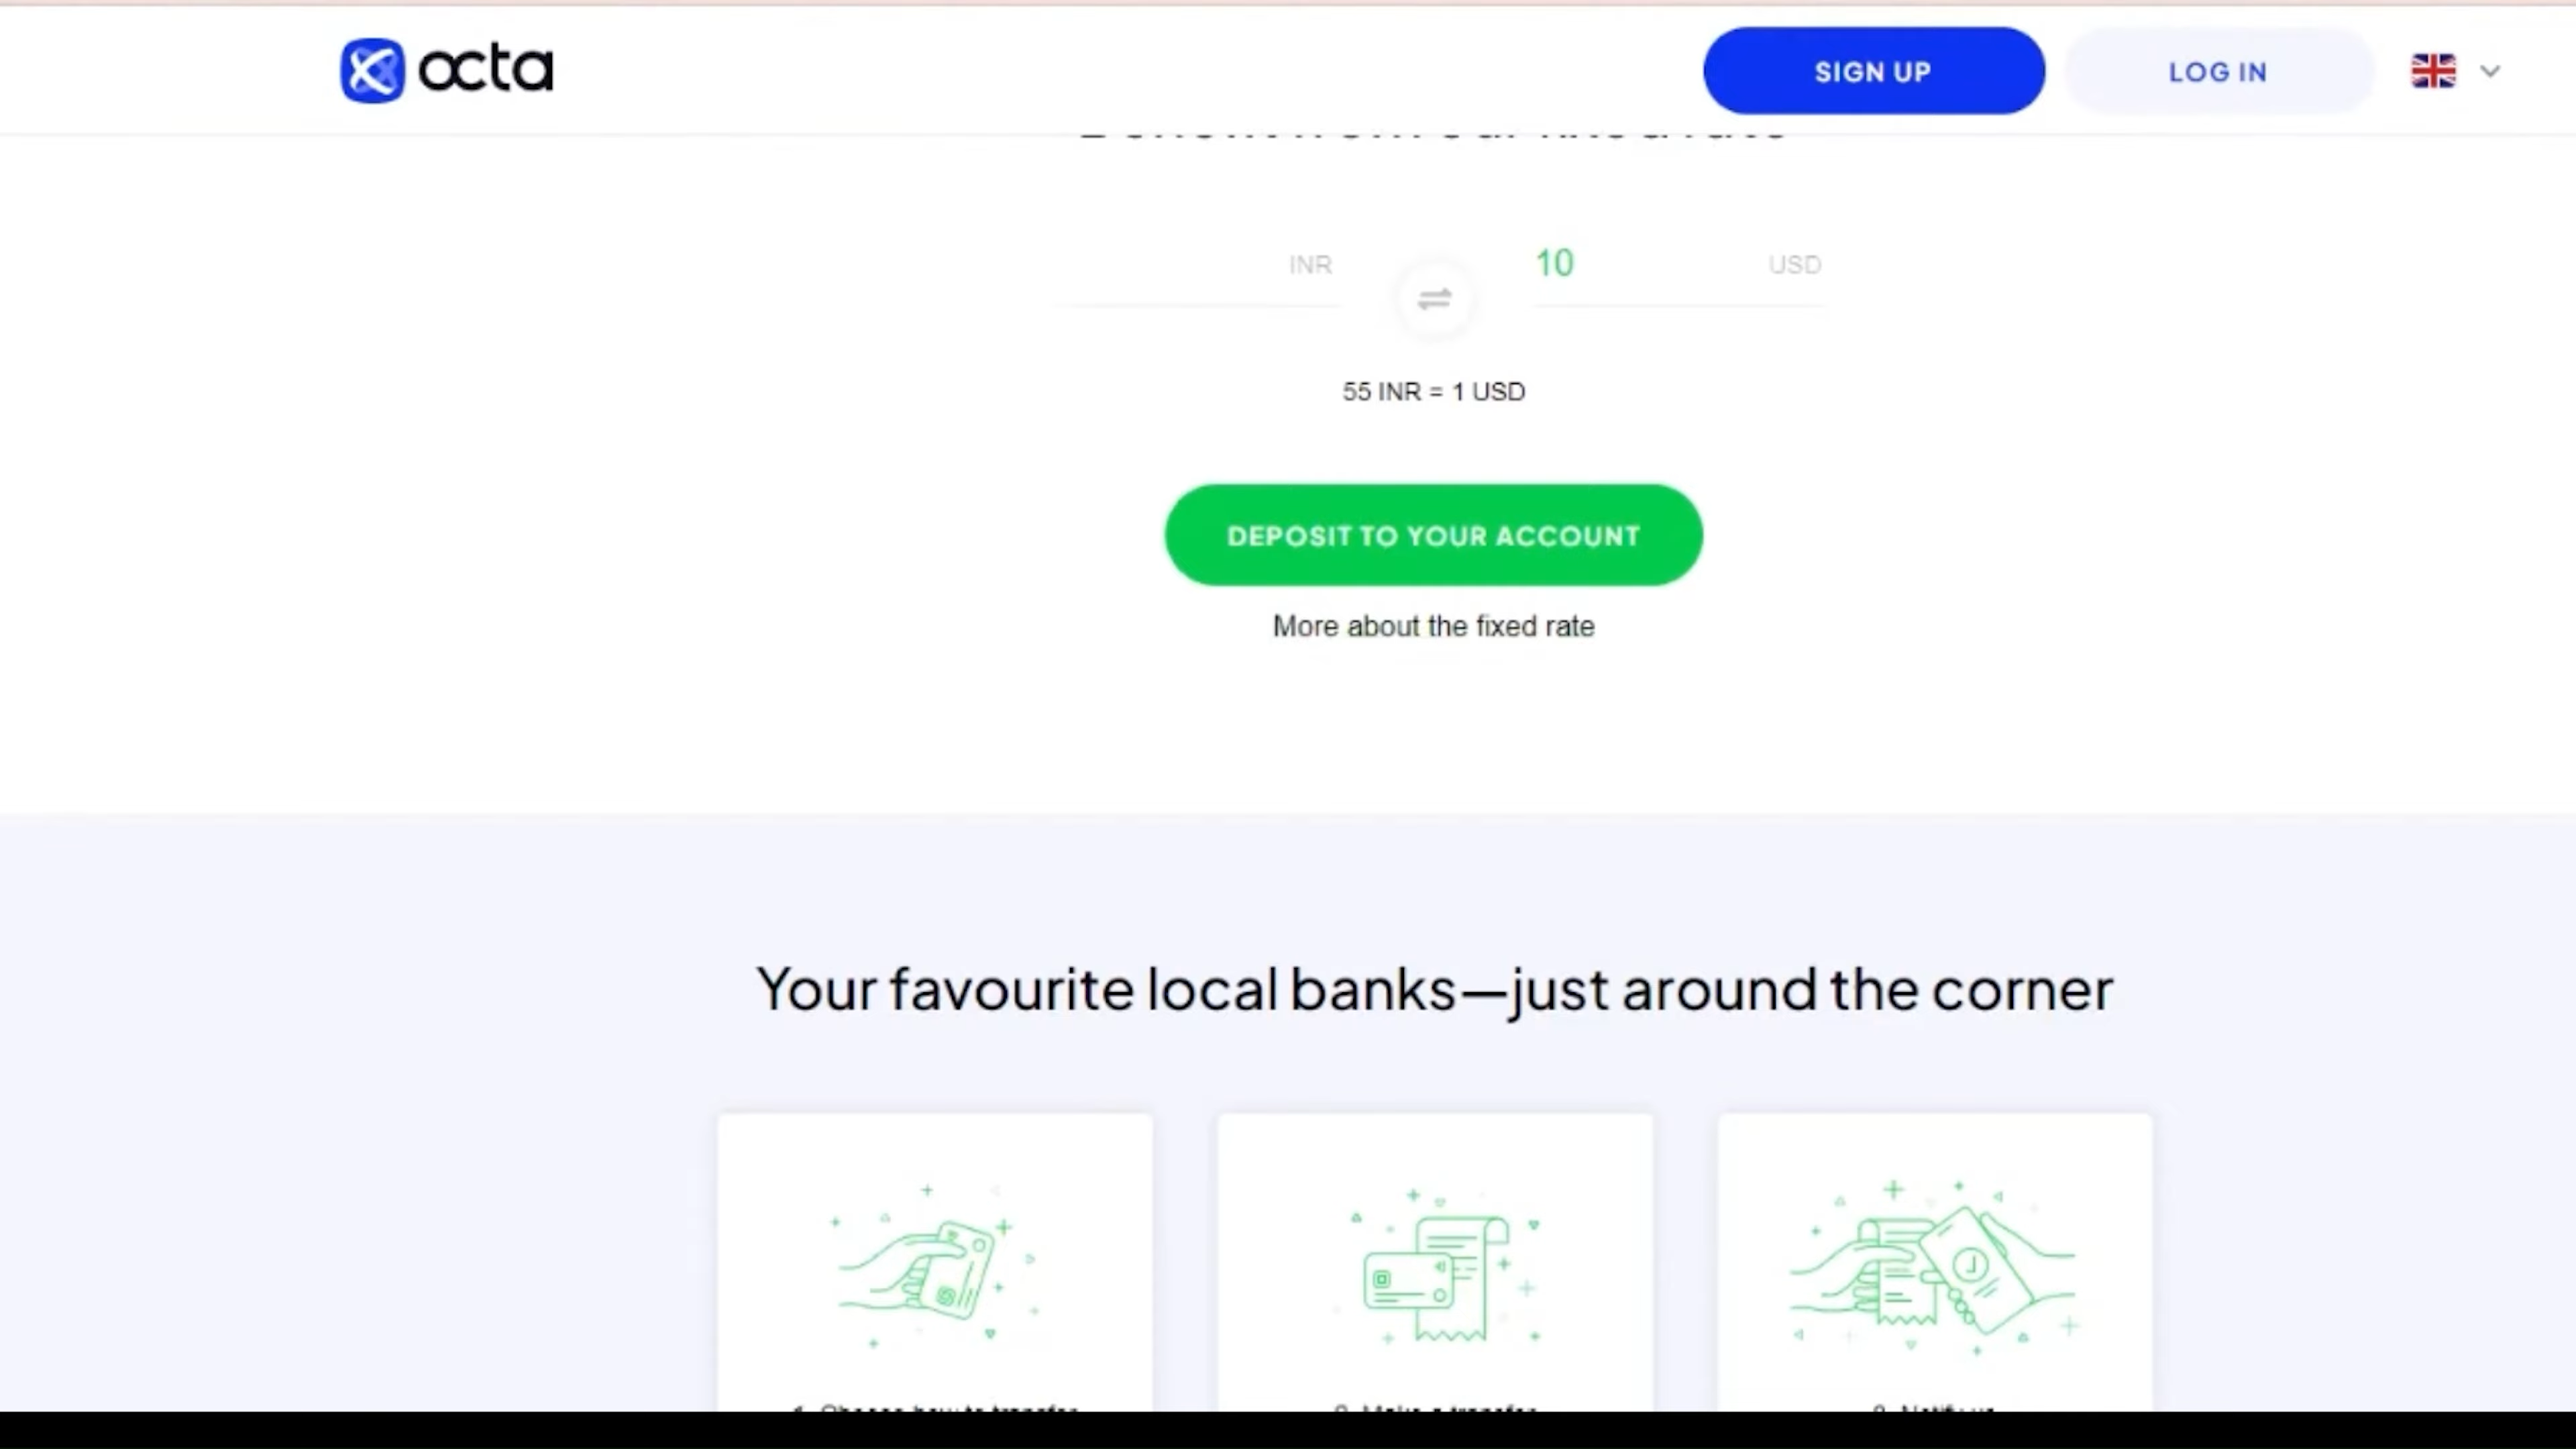 octa
SIGN UP
LOG IN
INR
10
USD
55 INR = 1 USD
DEPOSIT TO YOUR ACCOUNT
More about the fixed rate
Your favourite local banks—just around the corner